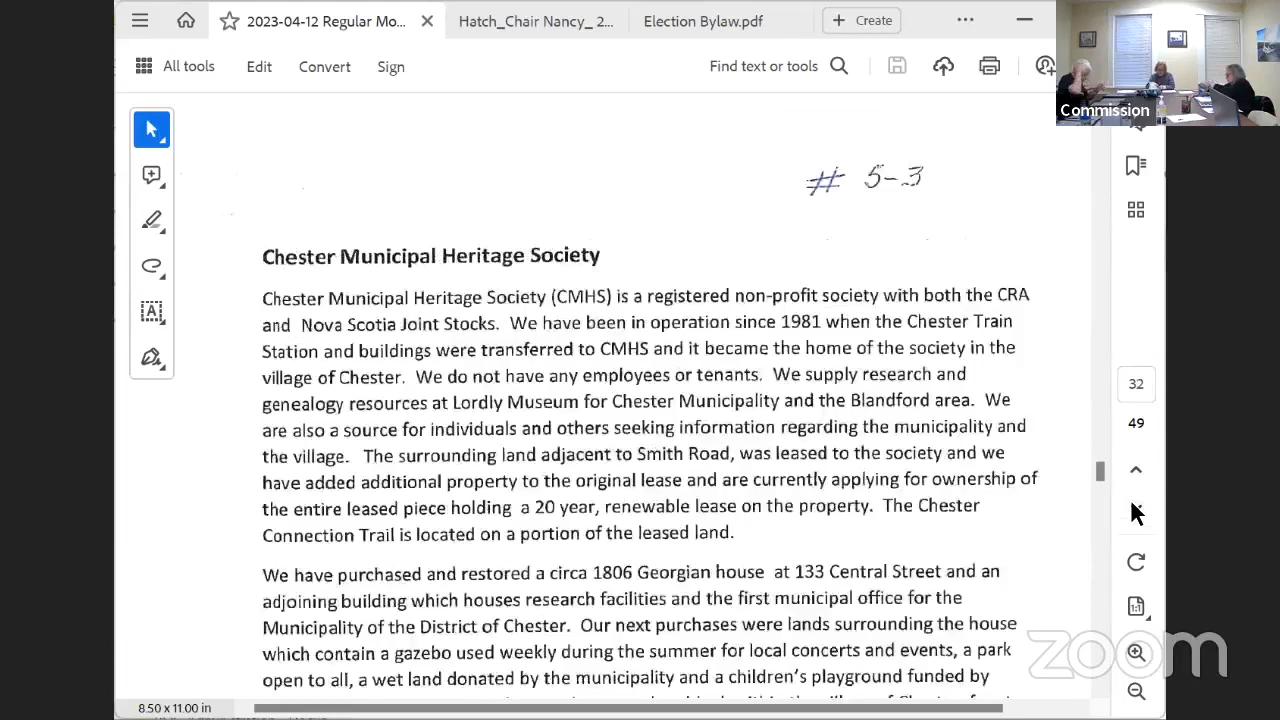 2023-04-12 Regular Mo...
Hatch_Chair Nancy_ 2...
Election Bylaw.pdf
+ Create
All tools
Edit
Convert
Sign
Find text or tools
Commission
# 5-3
Chester Municipal Heritage Society
Chester Municipal Heritage Society (CMHS) is a registered non-profit society with both the CRA
and Nova Scotia Joint Stocks. We have been in operation since 1981 when the Chester Train
Station and buildings were transferred to CMHS and it became the home of the society in the
village of Chester. We do not have any employees or tenants. We supply research and
genealogy resources at Lordly Museum for Chester Municipality and the Blandford area. We
are also a source for individuals and others seeking information regarding the municipality and
the village. The surrounding land adjacent to Smith Road, was leased to the society and we
have added additional property to the original lease and are currently applying for ownership of
the entire leased piece holding a 20 year, renewable lease on the property. The Chester
Connection Trail is located on a portion of the leased land.
We have purchased and restored a circa 1806 Georgian house at 133 Central Street and an
adjoining building which houses research facilities and the first municipal office for the
Municipality of the District of Chester. Our next purchases were lands surrounding the house
which contain a gazebo used weekly during the summer for local concerts and events, a park
open to all, a wet land donated by the municipality and a children's playground funded by
32
49
1:1
zoom
8.50 x 11.00 in